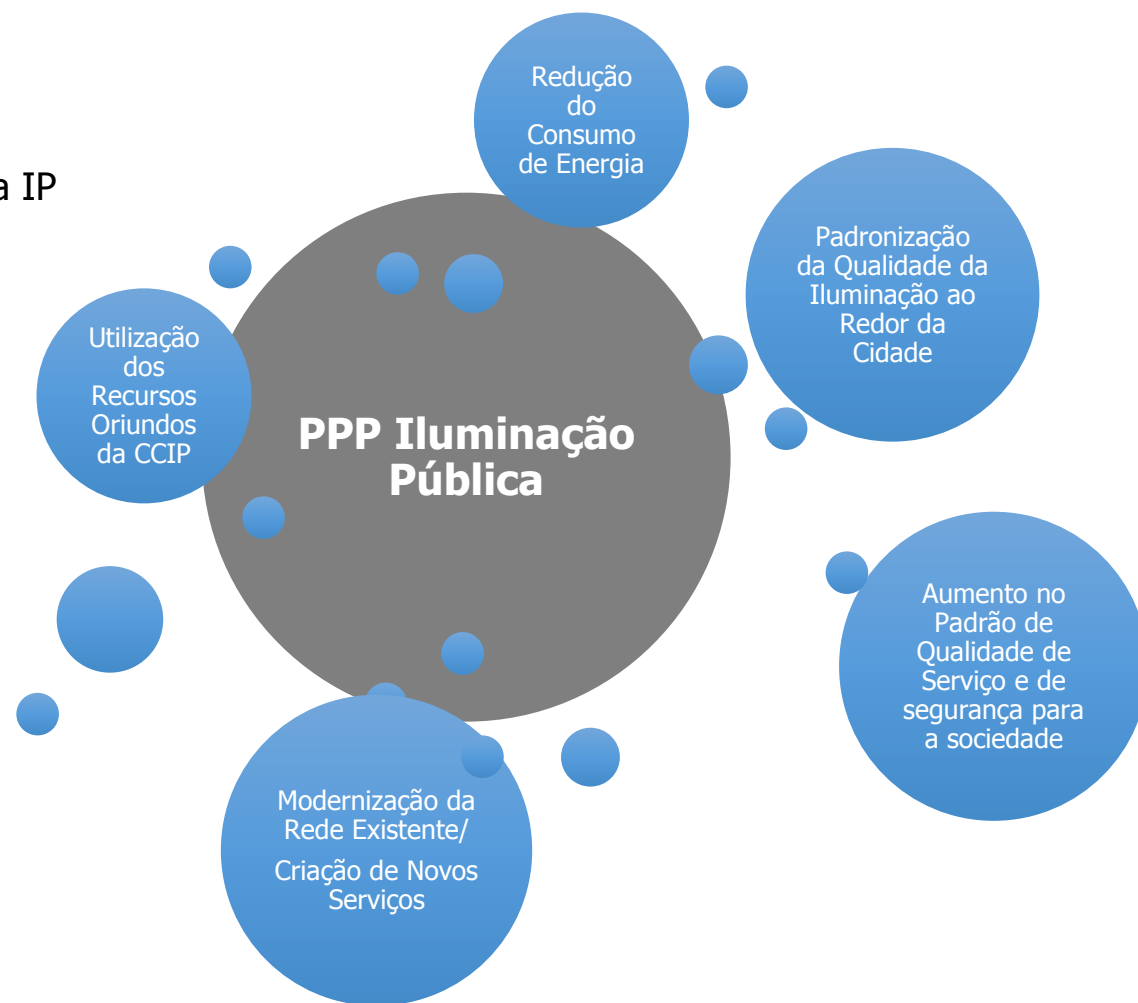 a IP
Redução
do
Consumo
de Energia
Padronização
da Qualidade da
Iluminação ao
Redor da
Cidade
Utilização
dos
Recursos
Oriundos
da CCIP
PPP Iluminação
Pública
Aumento no
Padrão de
Qualidade de
Serviço e de
segurança para
a sociedade
Modernização da
Rede Existente/
Criação de Novos
Serviços